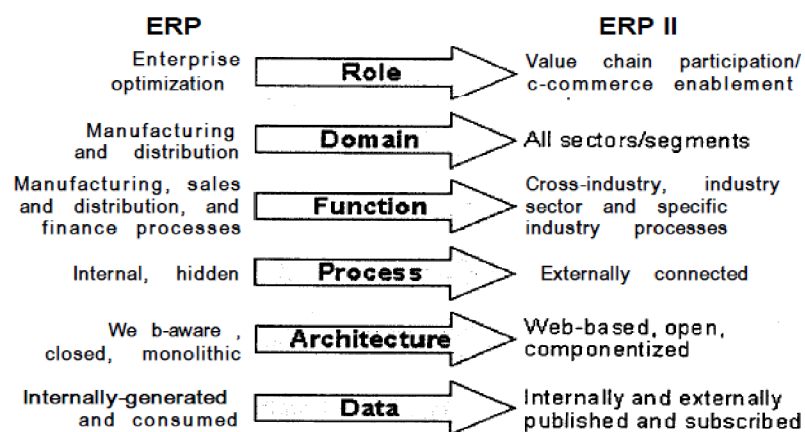 ERP ERP II
Enterprise optimization Role Value chain participation/ c-commerce enablement
Manufacturing and distribution Domain All sectors/segments
Manufacturing, sales and distribution, and finance processes Function Cross-industry, industry sector and specific industry processes
Internal, hidden Process Externally connected
We b-aware , closed, monolithic Architecture Web-based, open, componentized
Internally-generated and consumed Data Internally and externally published and subscribed